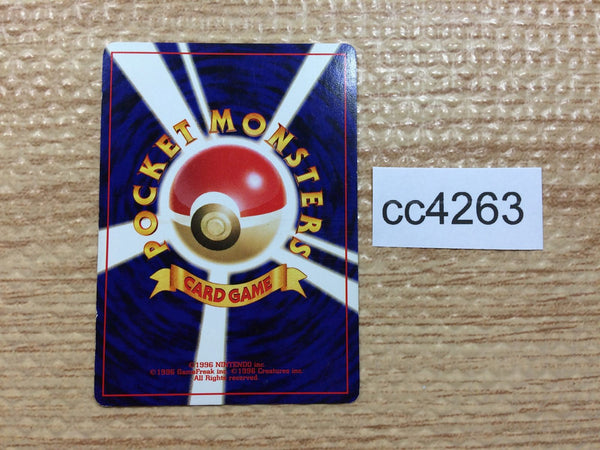 POCKET MONSTERS
CARD GAME
©1996 NINTENDO inc.
©1996 GameFreak inc. ©1996 Creatures inc.
All Rights reserved
cc4263